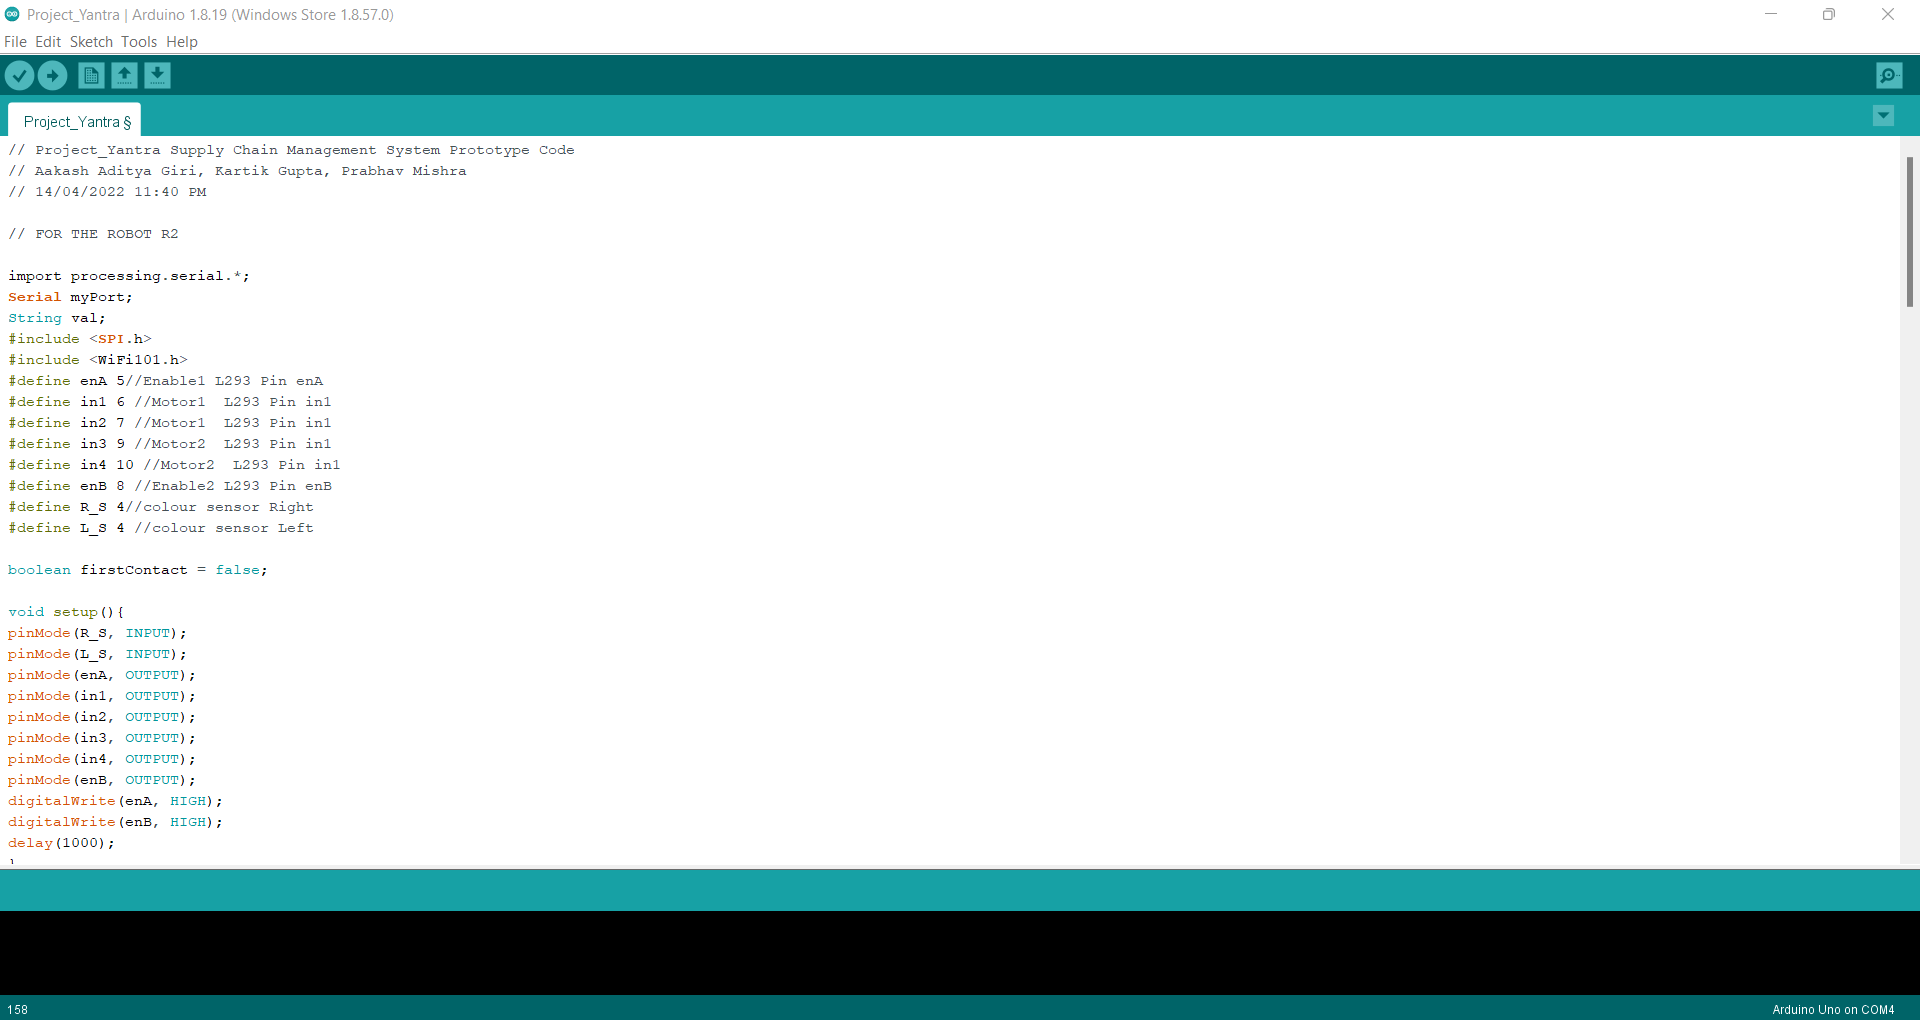 Project_Yantra | Arduino 1.8.19 (Windows Store 1.8.57.0)
File Edit Sketch Tools Help
Project_Yantra §
// Project_Yantra Supply Chain Management System Prototype Code
// Aakash Aditya Giri, Kartik Gupta, Prabhav Mishra
// 14/04/2022 11:40 PM
// FOR THE ROBOT R2
import processing.serial.*;
Serial myPort;
String val;
#include <SPI.h>
#include <WiFi101.h>
#define enA 5//Enable1 L293 Pin enA
#define in1 6 //Motor1  L293 Pin in1
#define in2 7 //Motor1  L293 Pin in1
#define in3 9 //Motor2  L293 Pin in1
#define in4 10 //Motor2  L293 Pin in1
#define enB 8 //Enable2 L293 Pin enB
#define R_S 4//colour sensor Right
#define L_S 4 //colour sensor Left
boolean firstContact = false;
void setup(){
pinMode(R_S, INPUT);
pinMode(L_S, INPUT);
pinMode(enA, OUTPUT);
pinMode(in1, OUTPUT);
pinMode(in2, OUTPUT);
pinMode(in3, OUTPUT);
pinMode(in4, OUTPUT);
pinMode(enB, OUTPUT);
digitalWrite(enA, HIGH);
digitalWrite(enB, HIGH);
delay(1000);
158
Arduino Uno on COM4